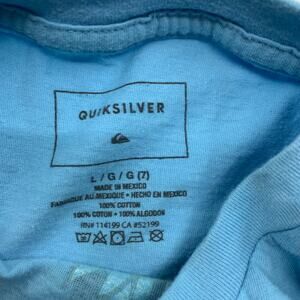 QUIKSILVER
L / G / G (7)
MADE IN MEXICO
FABRIQUE AU MEXIQUE • HECHO EN MEXICO
100% COTTON
100% COTON • 100% ALGODON
RN# 114199 CA #52199